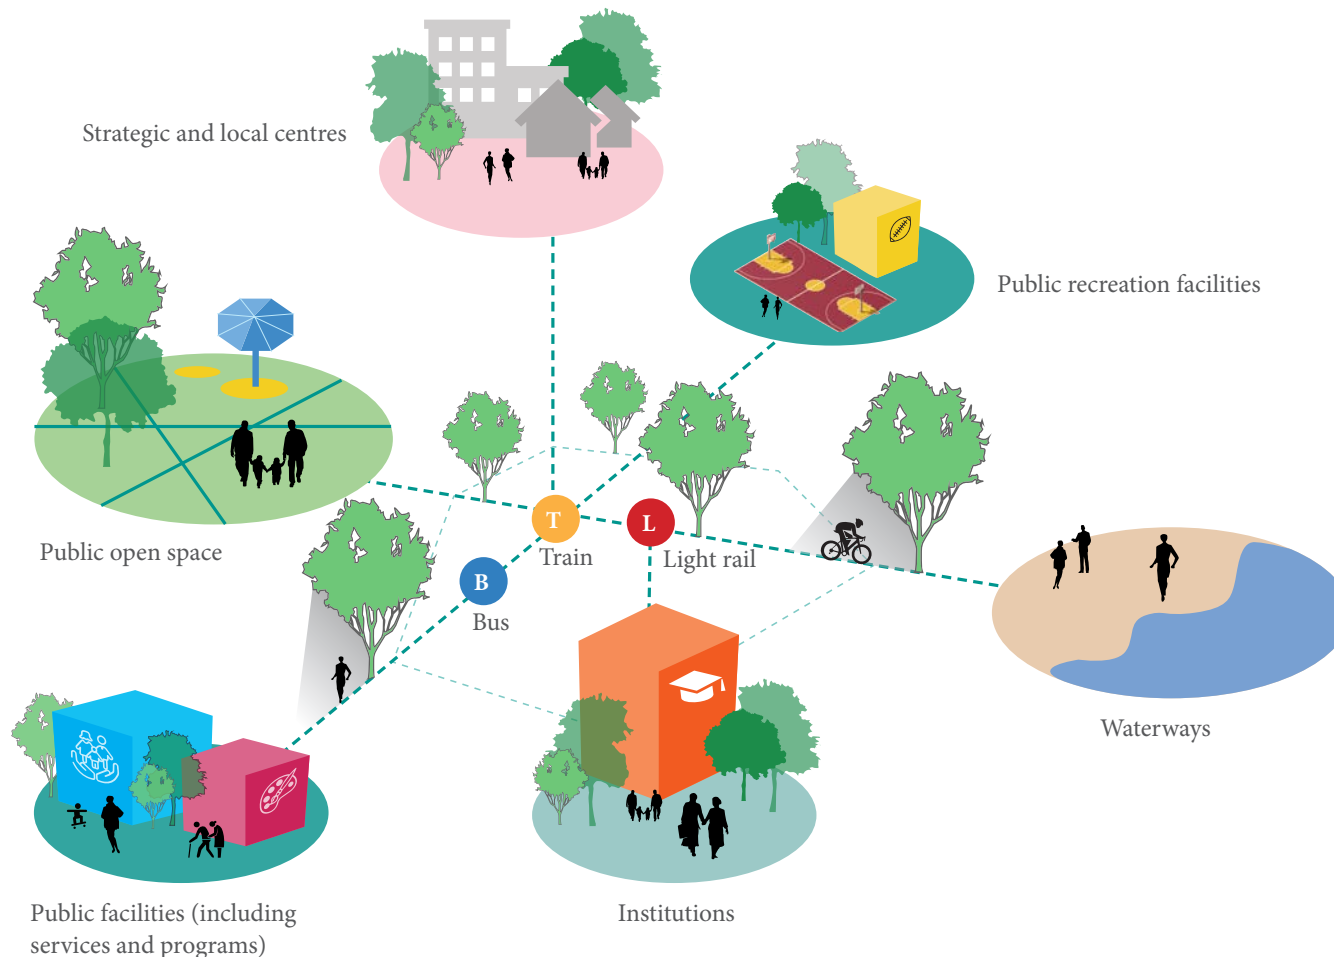 Strategic and local centres
Public recreation facilities
Public open space
T
Train
L
Light rail
B
Bus
Waterways
Public facilities (including
services and programs)
Institutions